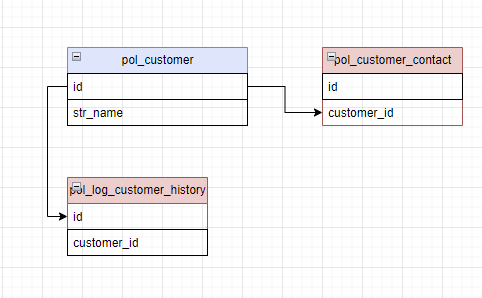 pol_customer
id
str_name
pol_customer_contact
id
customer_id
pol_log_customer_history
id
customer_id